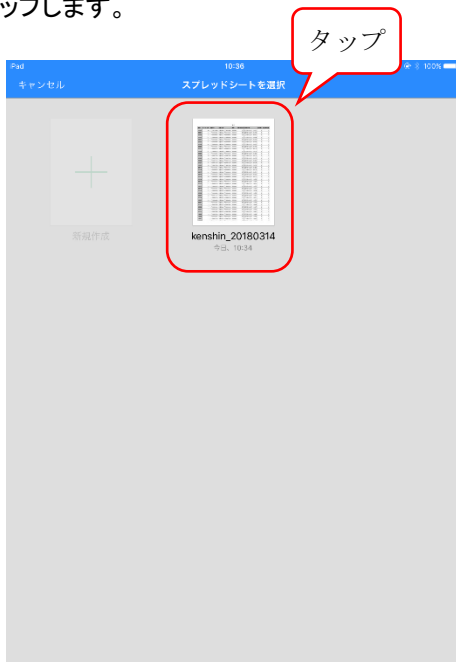 ップします。
タップ
iPad 10:36 100%
キャンセル スプレッドシートを選択
新規作成 kenshin_20180314
今日、10:34